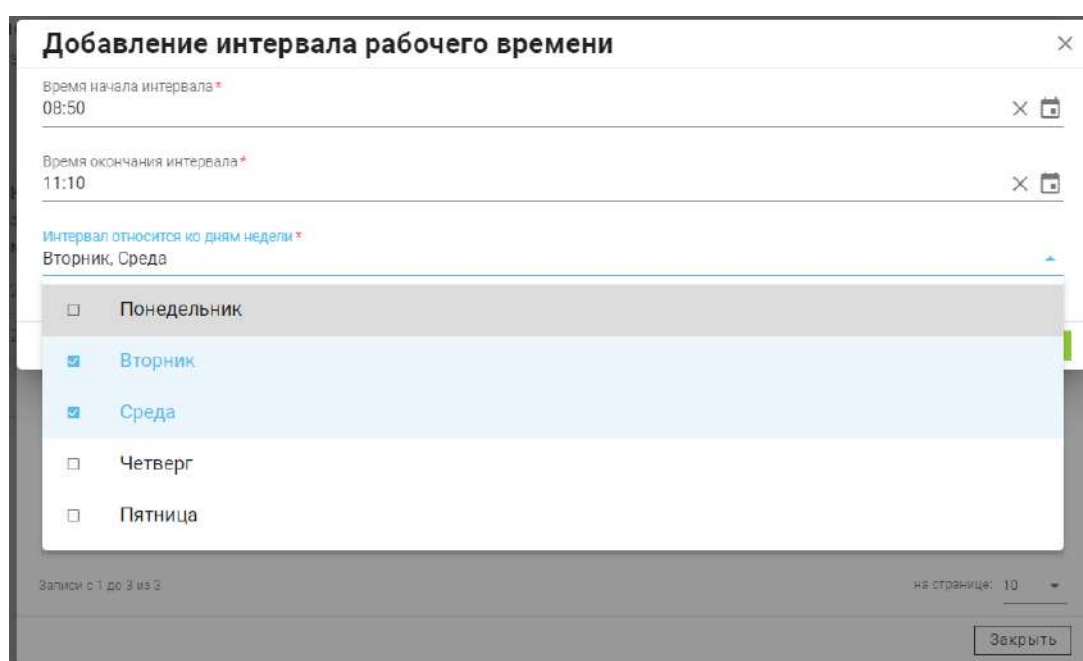 Добавление интервала рабочего времени
Время начала интервала*
08:50
Время окончания интервала*
11:10
Интервал относится ко дням недели*
Вторник, Среда
Понедельник
Вторник
Среда
Четверг
Пятница
Записи с 1 до 3 из 3
на странице: 10
Закрыть